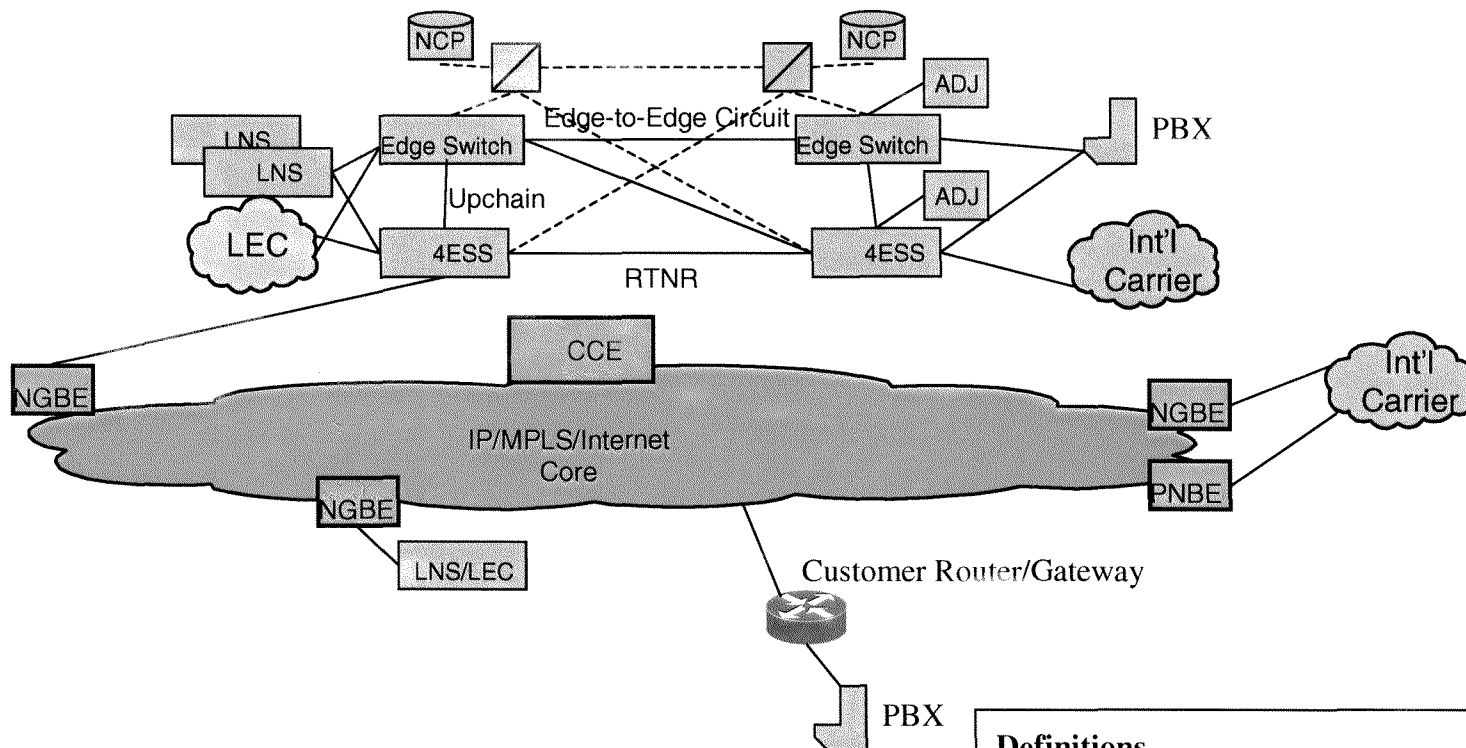 NCP
NCP
ADJ
Edge-to-Edge Circuit
PBX
LNS
Edge Switch
Edge Switch
LNS
Upchain
ADJ
LEC
4ESS
4ESS
Int'l
Carrier
RTNR
CCE
NGBE
NGBE
Int'l
Carrier
IP/MPLS/Internet
Core
NGBE
PNBE
LNS/LEC
Customer Router/Gateway
PBX
Definitions